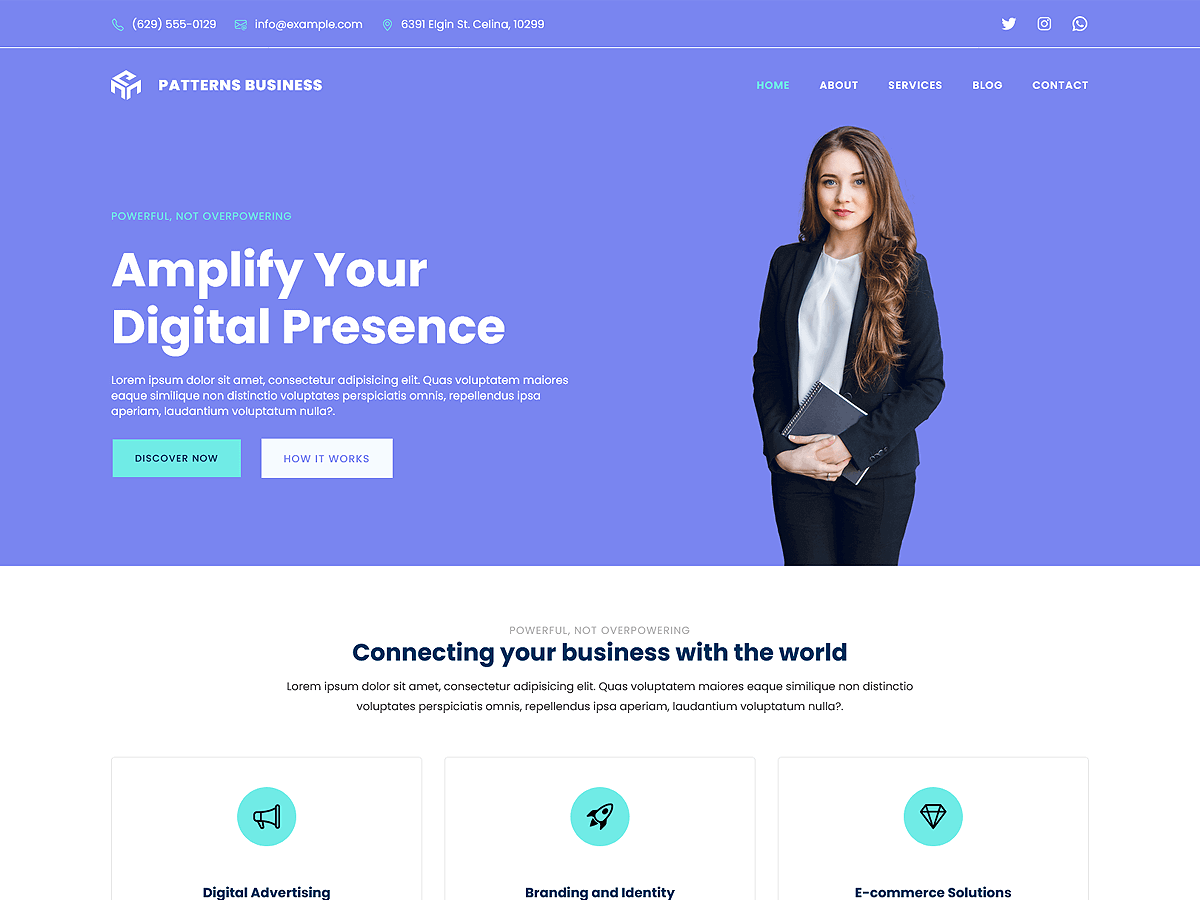 (629) 555-0129
info@example.com
6391 Elgin St. Celina, 10299
PATTERNS BUSINESS
HOME
ABOUT
SERVICES
BLOG
CONTACT
POWERFUL, NOT OVERPOWERING
Amplify Your
Digital Presence
Lorem ipsum dolor sit amet, consectetur adipisicing elit. Quas voluptatem maiores
eaque similique non distinctio voluptates perspiciatis omnis, repellendus ipsa
aperiam, laudantium voluptatum nulla?.
DISCOVER NOW
HOW IT WORKS
POWERFUL, NOT OVERPOWERING
Connecting your business with the world
Lorem ipsum dolor sit amet, consectetur adipisicing elit. Quas voluptatem maiores eaque similique non distinctio
voluptates perspiciatis omnis, repellendus ipsa aperiam, laudantium voluptatum nulla?.
Digital Advertising
Branding and Identity
E-commerce Solutions